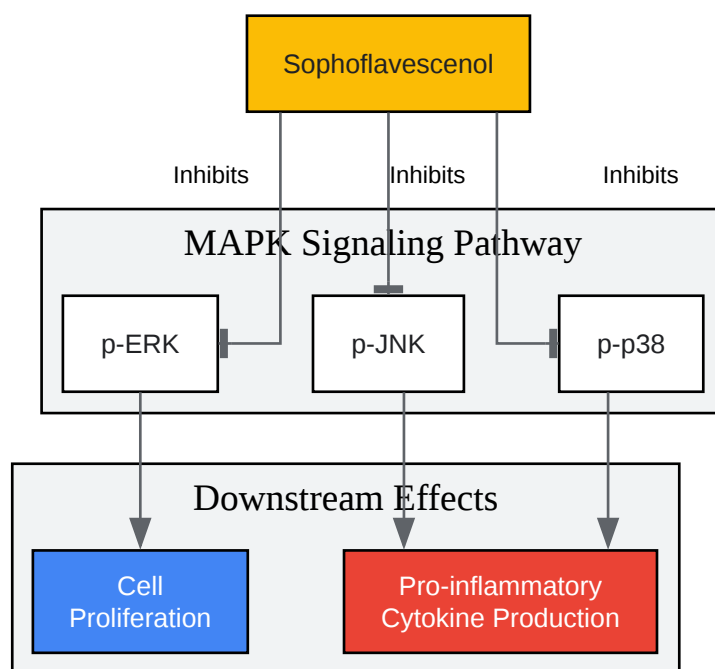 Sophoflavescenol
Inhibits Inhibits Inhibits
MAPK Signaling Pathway
p-ERK p-JNK p-p38
Downstream Effects
Cell
Proliferation
Pro-inflammatory
Cytokine Production